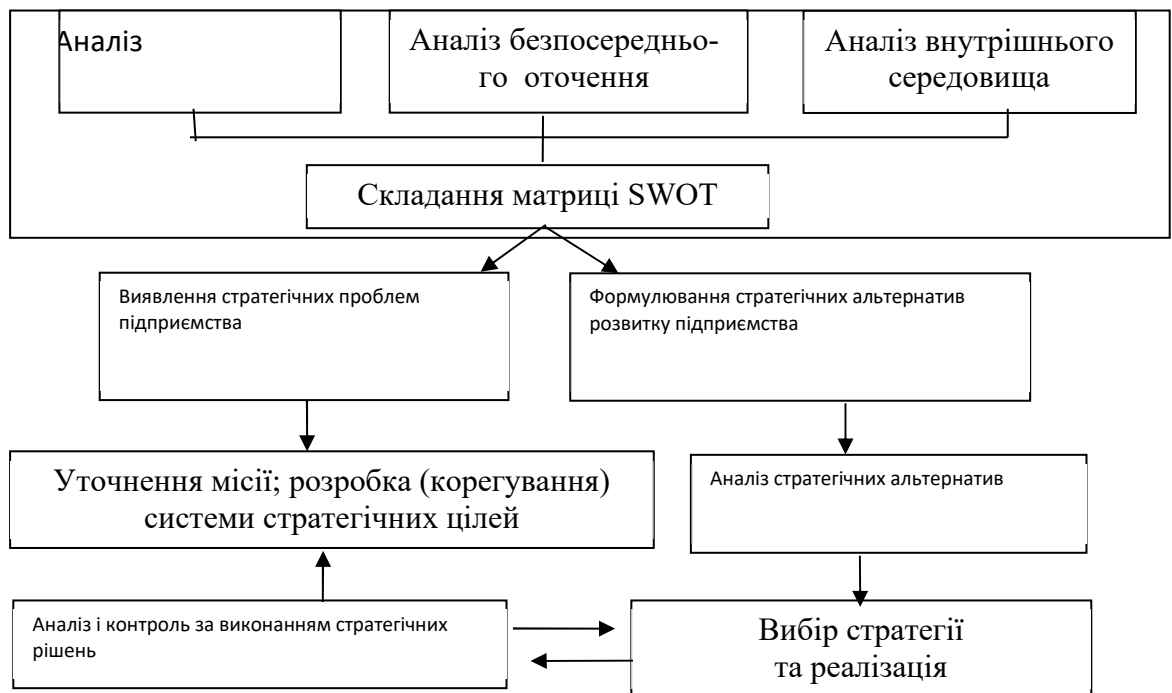 Аналіз
Аналіз безпосередньо-
го оточення
Аналіз внутрішнього
середовища
Складання матриці SWOT
Виявлення стратегічних проблем
підприємства
Формулювання стратегічних альтернатив
розвитку підприємства
Уточнення місії; розробка (корегування)
системи стратегічних цілей
Аналіз стратегічних альтернатив
Аналіз і контроль за виконанням стратегічних
рішень
Вибір стратегії
та реалізація